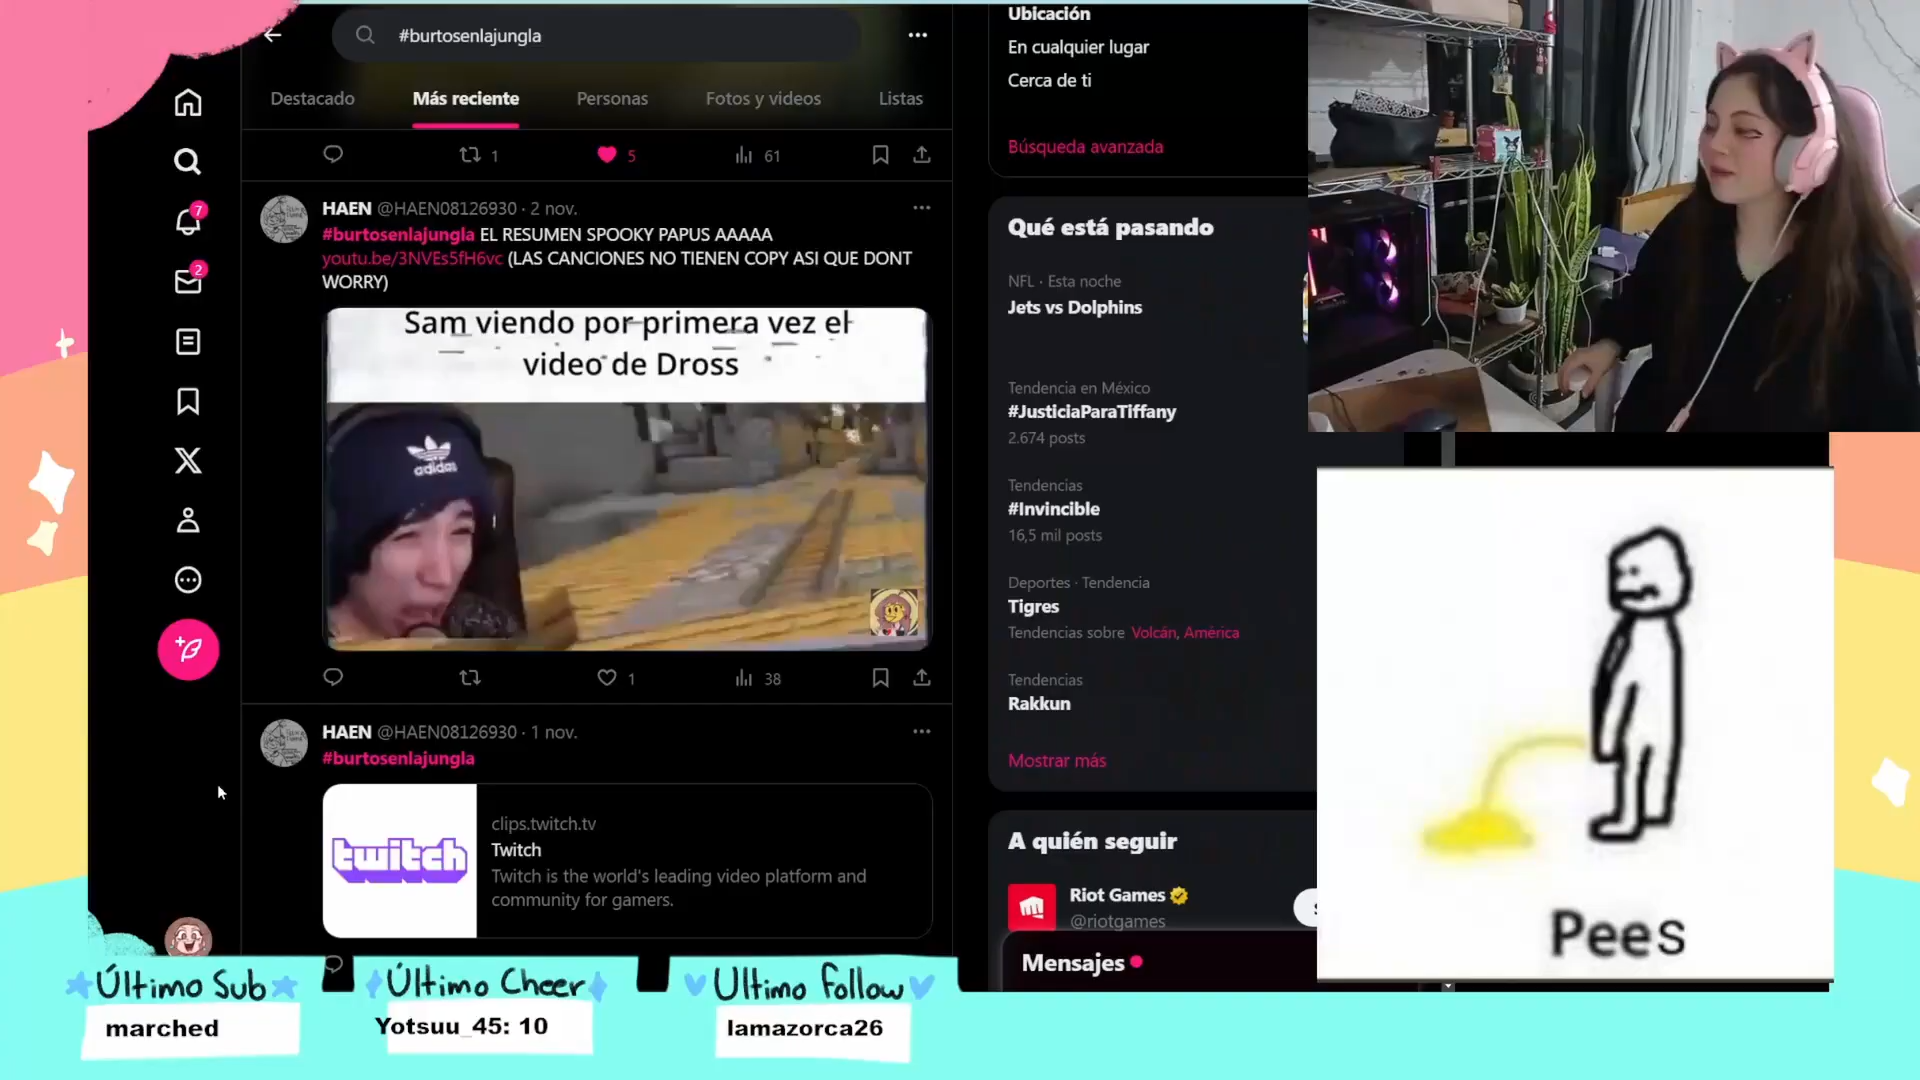 #burtosenlajungla
Destacado
Más reciente
Personas
Fotos y videos
Listas
1
5
61
7
2
HAEN @HAEN08126930 · 2 nov.
#burtosenlajungla EL RESUMEN SPOOKY PAPUS AAAAA
youtu.be/3NVEs5fH6vc (LAS CANCIONES NO TIENEN COPY ASI QUE DONT
WORRY)
Sam viendo por primera vez el
video de Dross
adidas
1
38
HAEN @HAEN08126930 · 1 nov.
#burtosenlajungla
twitch
clips.twitch.tv
Twitch
Twitch is the world's leading video platform and
community for gamers.
Ubicación
En cualquier lugar
Cerca de ti
Búsqueda avanzada
Qué está pasando
NFL · Esta noche
Jets vs Dolphins
Tendencia en México
#JusticiaParaTiffany
2.674 posts
Tendencias
#Invincible
16,5 mil posts
Deportes · Tendencia
Tigres
Tendencias sobre Volcán, América
Tendencias
Rakkun
Mostrar más
A quién seguir
Riot Games
@riotgames
Mensajes
Pees
Último Sub
marched
Último Cheer
Yotsuu_45: 10
Ultimo follow
lamazorca26